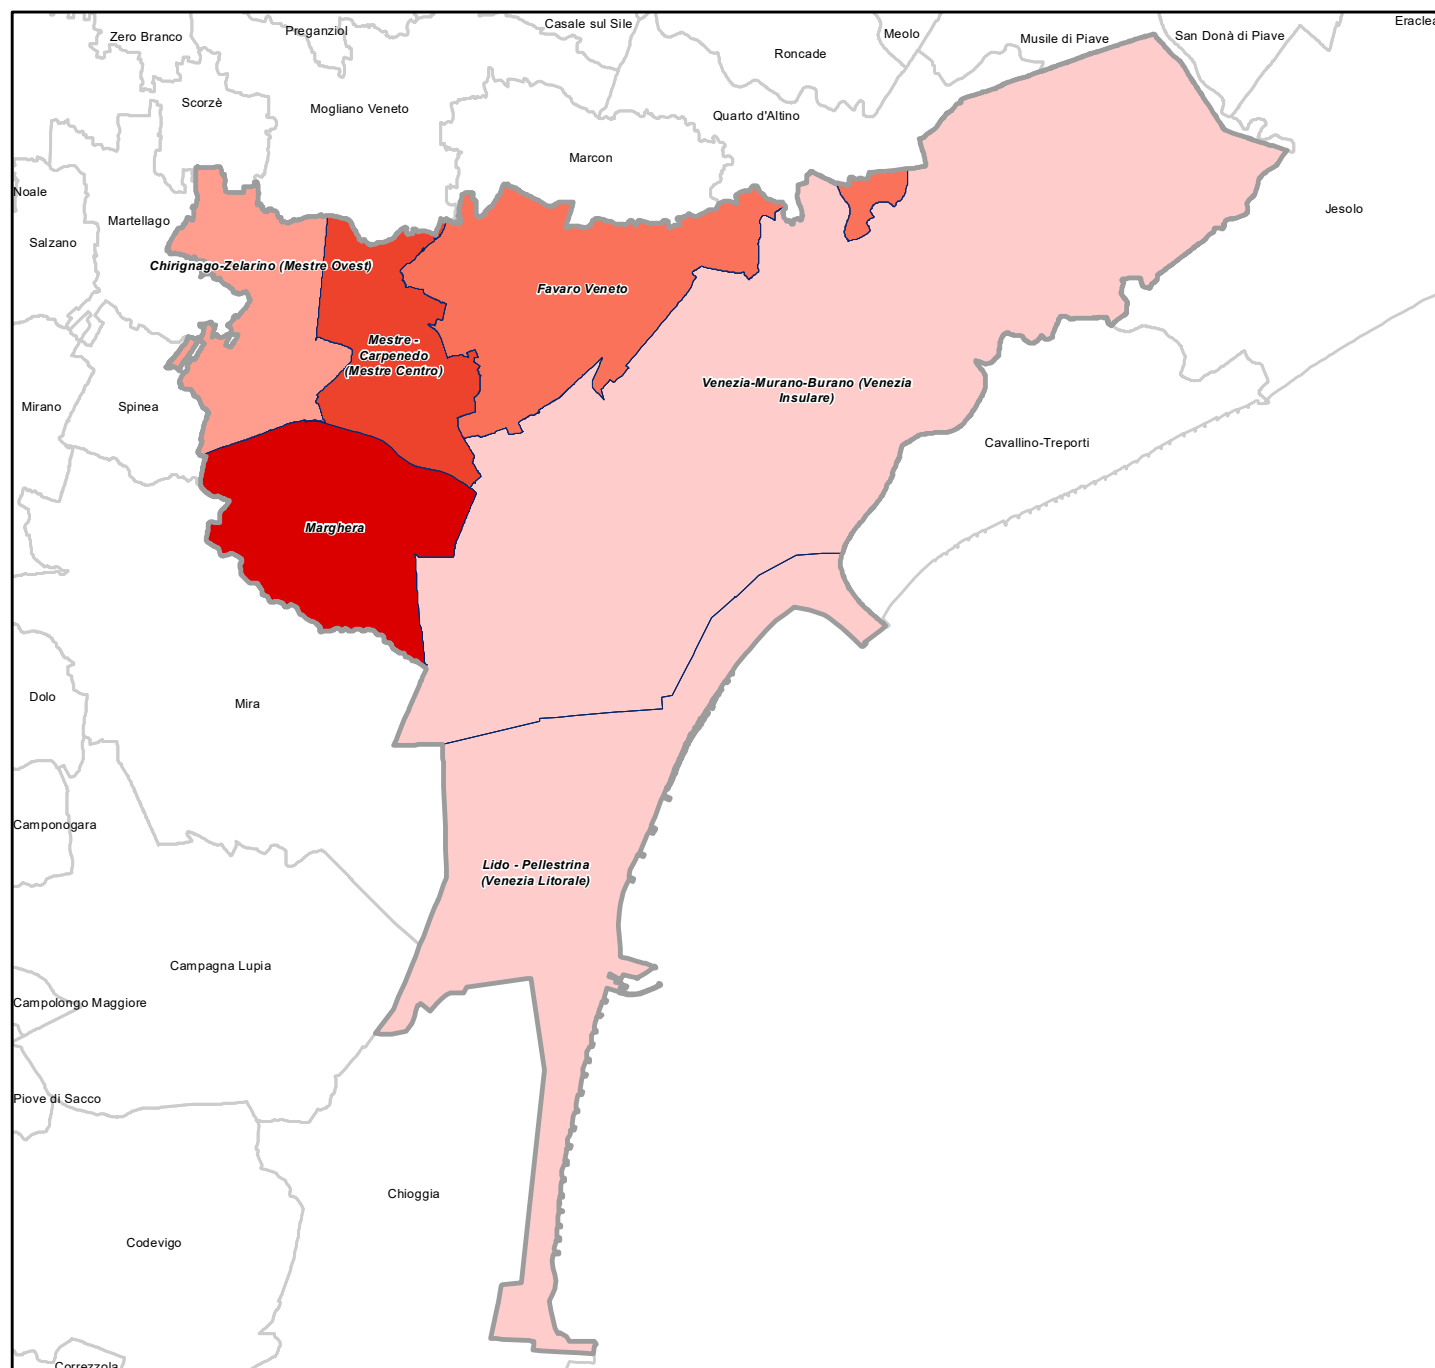 Eraclea
Casale sul Sile
Preganziol
Meolo
Zero Branco
San Donà di Piave
Musile di Piave
Roncade
Scorzè
Mogliano Veneto
Quarto d'Altino
Marcon
Noale
Jesolo
Martellago
Salzano
Chirignago-Zelarino (Mestre Ovest)
Favaro Veneto
Mestre -
Carpenedo
(Mestre Centro)
Venezia-Murano-Burano (Venezia
Insulare)
Mirano
Spinea
Cavallino-Treporti
Marghera
Dolo
Mira
Camponogara
Lido - Pellestrina
(Venezia Litorale)
Campagna Lupia
Campolongo Maggiore
Piove di Sacco
Chioggia
Codevigo
Correzzola